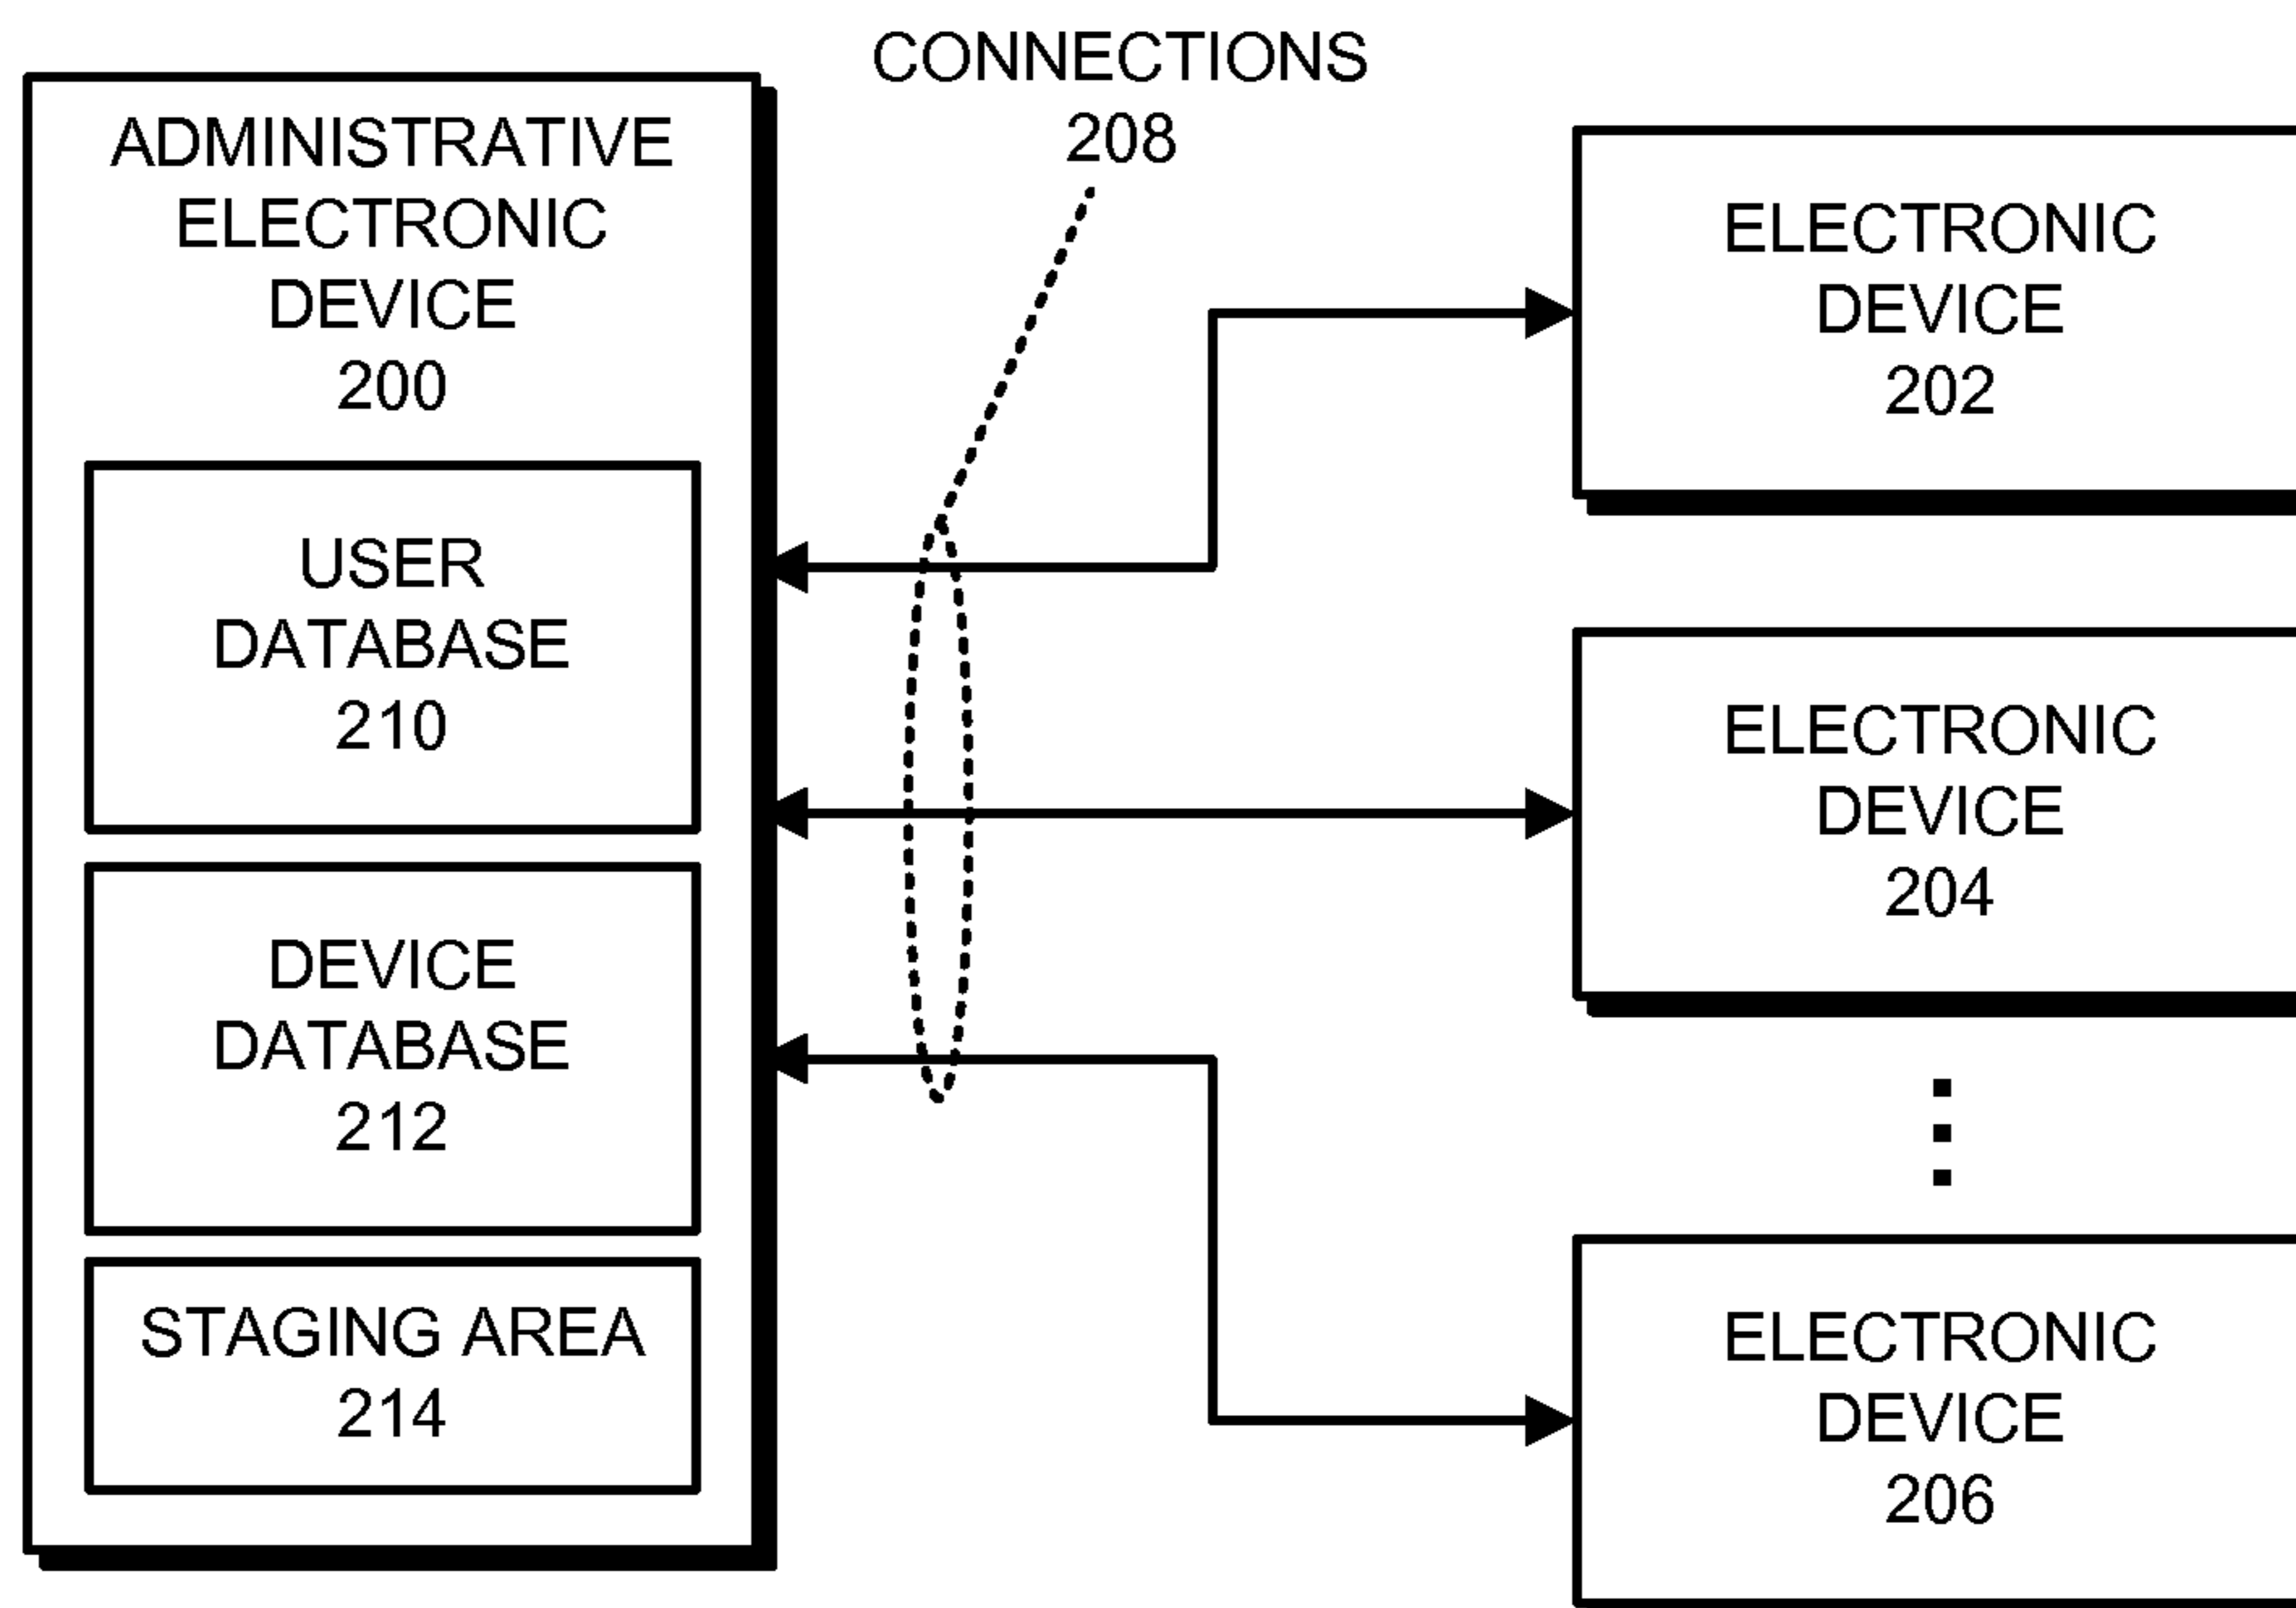 CONNECTIONS
208
ADMINISTRATIVE
ELECTRONIC
DEVICE
200
USER
DATABASE
210
DEVICE
DATABASE
212
STAGING AREA
214
ELECTRONIC
DEVICE
202
ELECTRONIC
DEVICE
204
ELECTRONIC
DEVICE
206